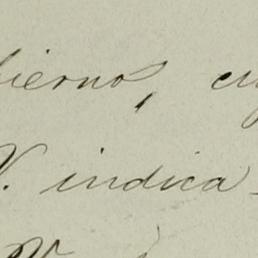 bierno, cu
V. indica-